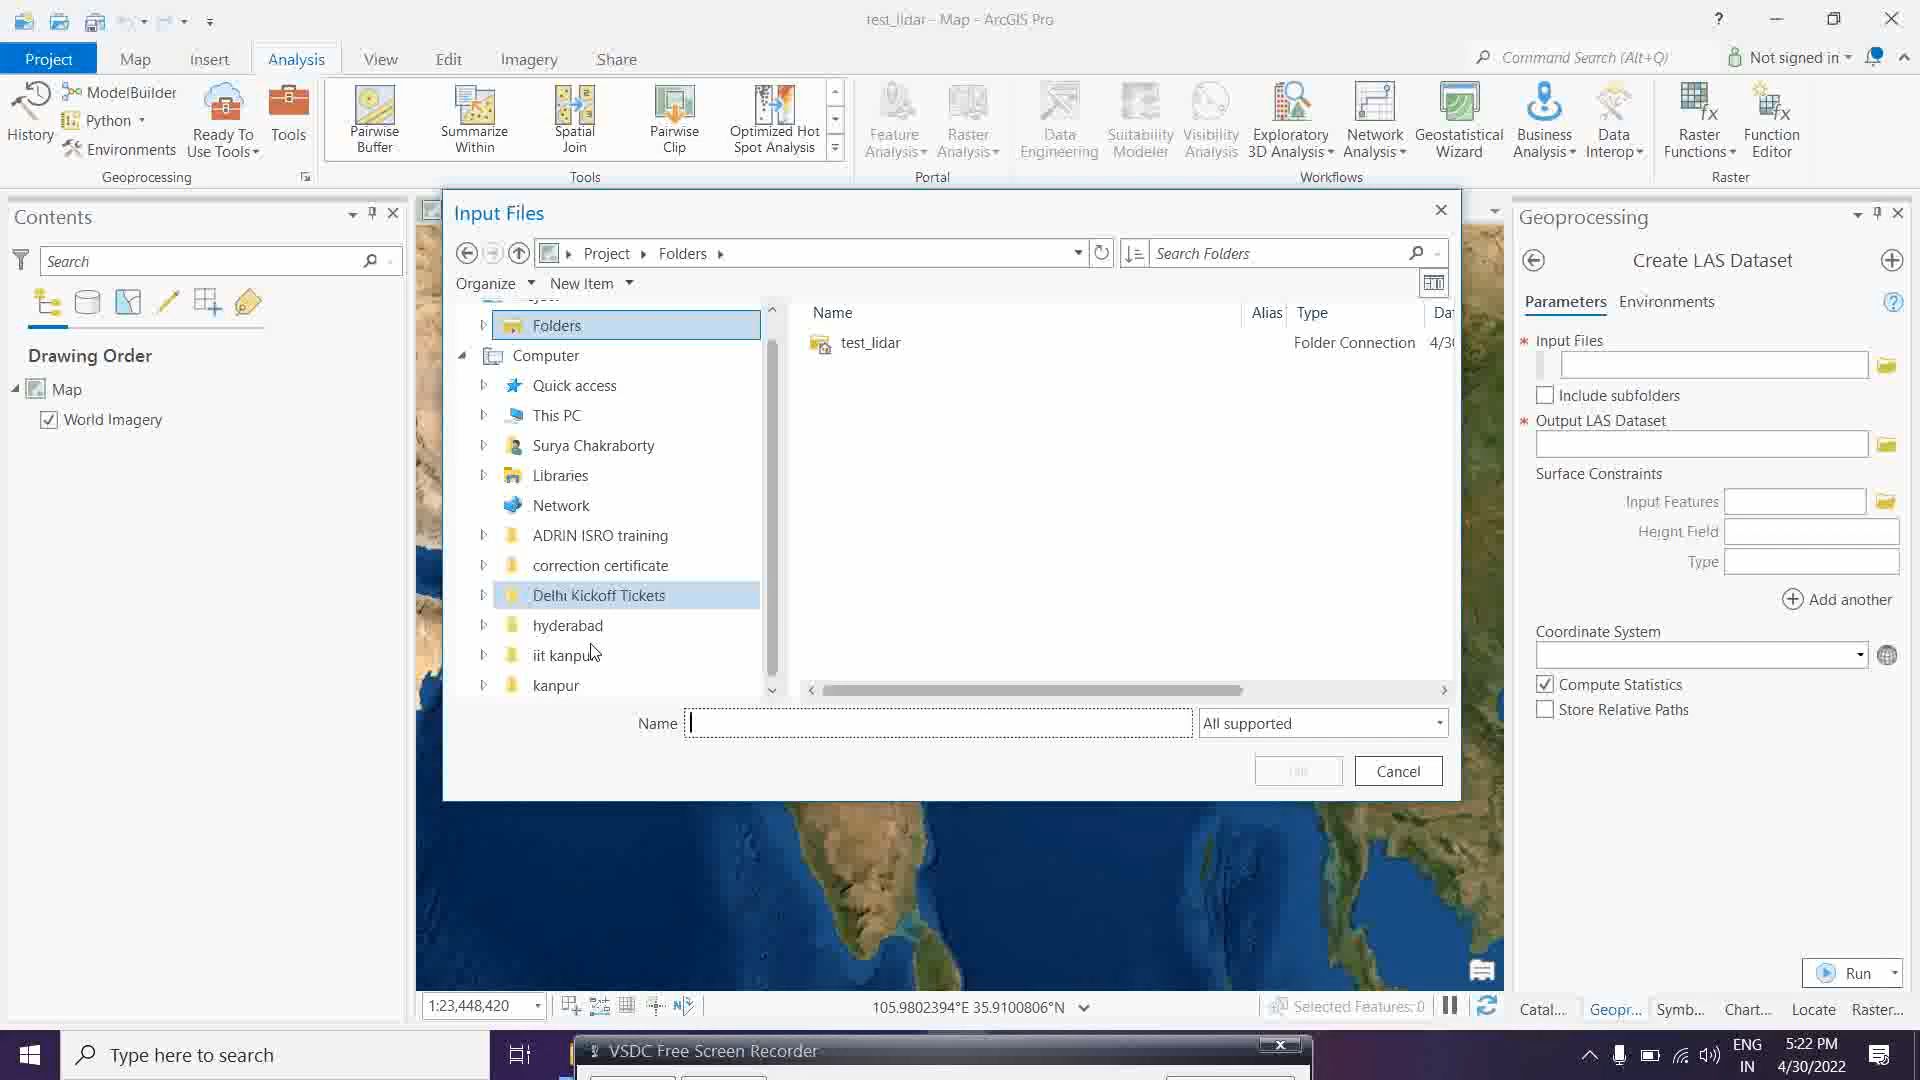 test_lidar - Map - ArcGIS Pro
?
Project
Map
Insert
Analysis
View
Edit
Imagery
Share
Command Search (Alt+Q)
Not signed in
History
ModelBuilder
Python
Environments
Ready To
Use Tools
Tools
Geoprocessing
Pairwise
Buffer
Summarize
Within
Spatial
Join
Pairwise
Clip
Optimized Hot
Spot Analysis
Tools
Feature
Analysis
Raster
Analysis
Portal
Data
Engineering
Suitability
Modeler
Visibility
Analysis
Exploratory
3D Analysis
Network
Analysis
Geostatistical
Wizard
Business
Analysis
Data
Interop
Workflows
Raster
Functions
Function
Editor
Raster
Contents
Search
Drawing Order
Map
World Imagery
Input Files
Project
Folders
Search Folders
Organize
New Item
Folders
Computer
Quick access
This PC
Surya Chakraborty
Libraries
Network
ADRIN ISRO training
correction certificate
Delhi Kickoff Tickets
hyderabad
iit kanpur
kanpur
Name
Alias
Type
Dat
test_lidar
Folder Connection
4/30
Name
All supported
Cancel
Geoprocessing
Create LAS Dataset
Parameters
Environments
* Input Files
Include subfolders
* Output LAS Dataset
Surface Constraints
Input Features
Height Field
Type
Add another
Coordinate System
Compute Statistics
Store Relative Paths
Run
1:23,448,420
105.9802394°E 35.9100806°N
Selected Features: 0
Catal...
Geopr...
Symb...
Chart...
Locate
Raster...
Type here to search
VSDC Free Screen Recorder
x
ENG
IN
5:22 PM
4/30/2022